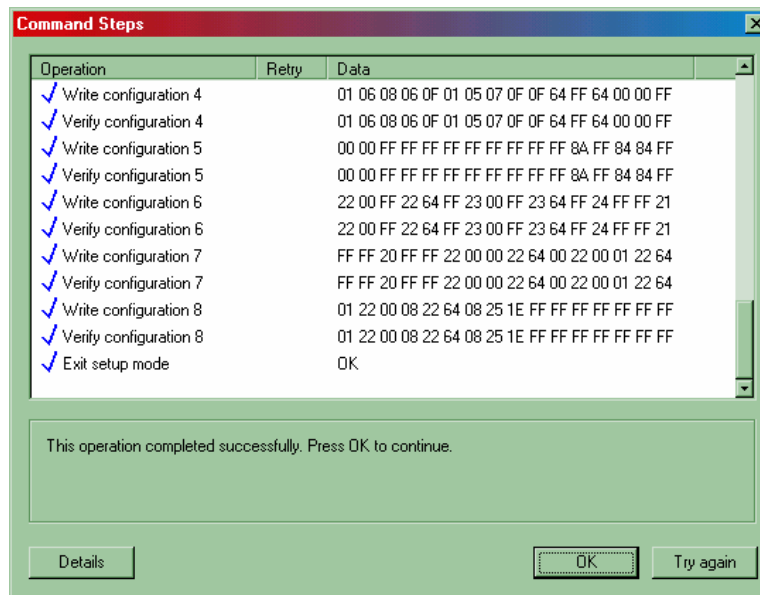 Command Steps
Operation Retry Data
Write configuration 4 01 06 08 06 0F 01 05 07 0F 0F 64 FF 64 00 00 FF
Verify configuration 4 01 06 08 06 0F 01 05 07 0F 0F 64 FF 64 00 00 FF
Write configuration 5 00 00 FF FF FF FF FF FF FF FF FF 8A FF 84 84 FF
Verify configuration 5 00 00 FF FF FF FF FF FF FF FF FF 8A FF 84 84 FF
Write configuration 6 22 00 FF 22 64 FF 23 00 FF 23 64 FF 24 FF FF 21
Verify configuration 6 22 00 FF 22 64 FF 23 00 FF 23 64 FF 24 FF FF 21
Write configuration 7 FF FF 20 FF FF 22 00 00 22 64 00 22 00 01 22 64
Verify configuration 7 FF FF 20 FF FF 22 00 00 22 64 00 22 00 01 22 64
Write configuration 8 01 22 00 08 22 64 08 25 1E FF FF FF FF FF FF FF
Verify configuration 8 01 22 00 08 22 64 08 25 1E FF FF FF FF FF FF FF
Exit setup mode OK
This operation completed successfully. Press OK to continue.
Details OK Try again